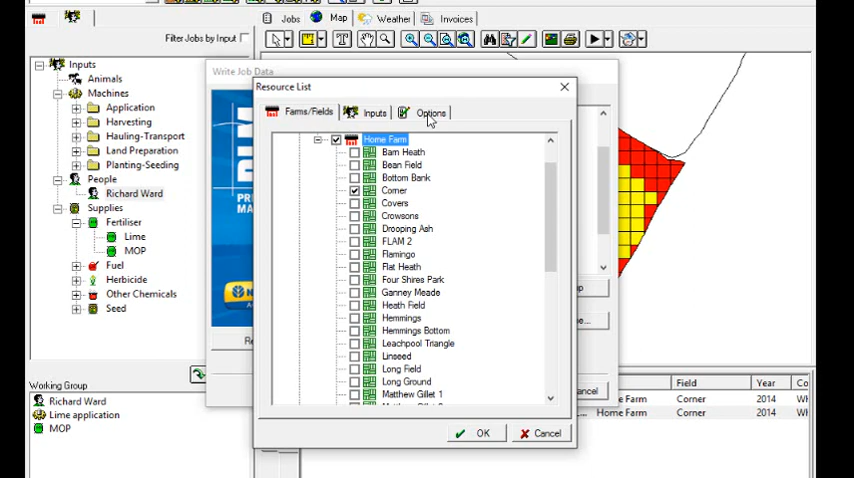 Jobs
Map
Weather
Invoices
Filter Jobs by Input
Inputs
Animals
Machines
Application
Harvesting
Hauling-Transport
Land Preparation
Planting-Seeding
People
Richard Ward
Supplies
Fertiliser
Lime
MOP
Fuel
Herbicide
Other Chemicals
Seed
Working Group
Richard Ward
Lime application
MOP
Write Job Data
Resource List
Farms/Fields
Inputs
Options
Home Farm
Barn Heath
Bean Field
Bottom Bank
Corner
Covers
Crowsons
Drooping Ash
FLAM 2
Flamingo
Flat Heath
Four Shires Park
Ganney Meade
Heath Field
Hemmings
Hemmings Bottom
Leachpool Triangle
Linseed
Long Field
Long Ground
Matthew Gillet 1
OK
Cancel
Field
Year
Home Farm
Corner
2014
Home Farm
Corner
2014